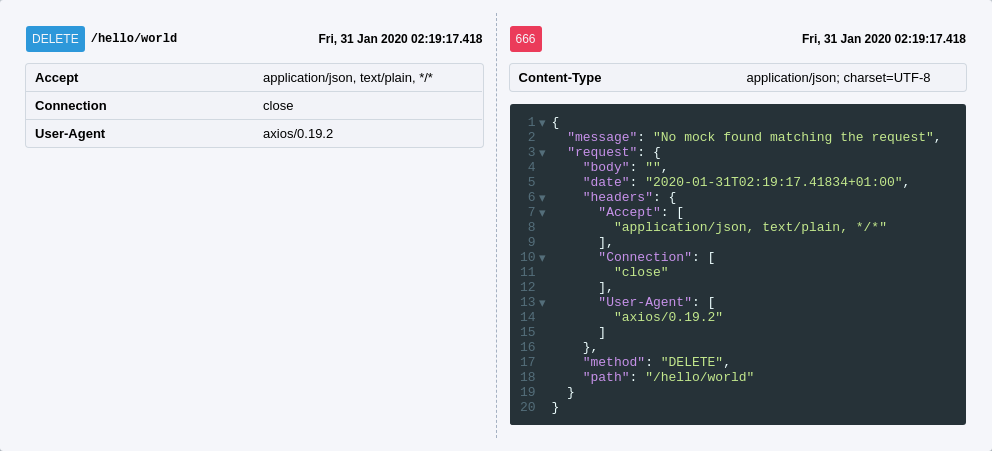 DELETE /hello/world Fri, 31 Jan 2020 02:19:17.418
Accept application/json, text/plain, */*
Connection close
User-Agent axios/0.19.2
666 Fri, 31 Jan 2020 02:19:17.418
Content-Type application/json; charset=UTF-8
1 ▾ {
2   "message": "No mock found matching the request",
3 ▾   "request": {
4     "body": "",
5     "date": "2020-01-31T02:19:17.41834+01:00",
6 ▾     "headers": {
7 ▾       "Accept": [
8         "application/json, text/plain, */*"
9       ],
10 ▾       "Connection": [
11         "close"
12       ],
13 ▾       "User-Agent": [
14         "axios/0.19.2"
15       ]
16     },
17     "method": "DELETE",
18     "path": "/hello/world"
19   }
20 }